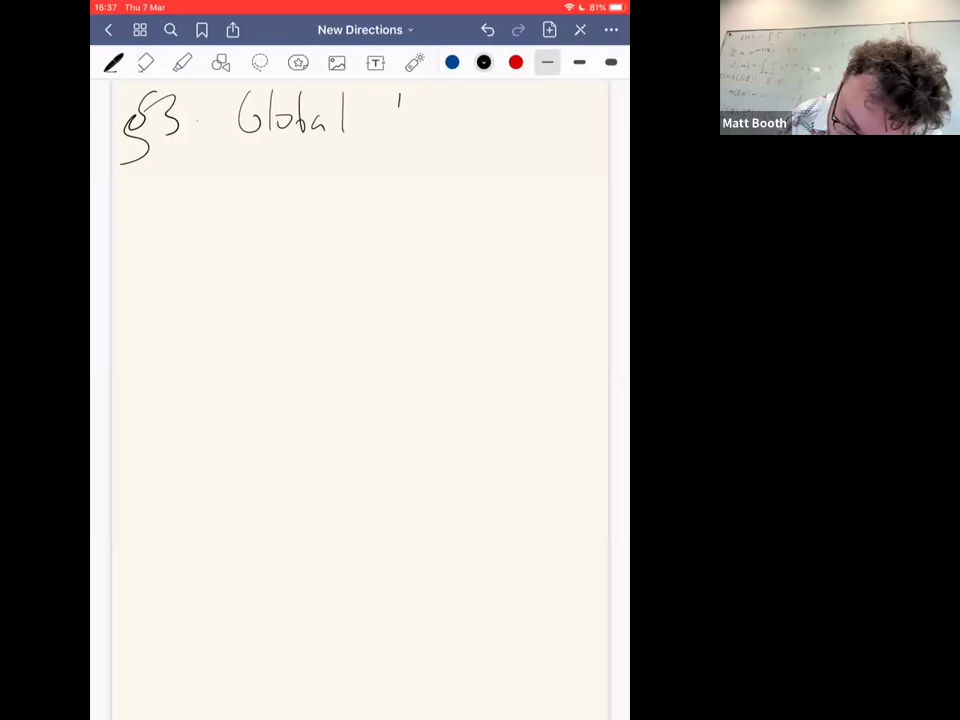 16:37 Thu 7 Mar 81%
New Directions
§3. Global
Matt Booth